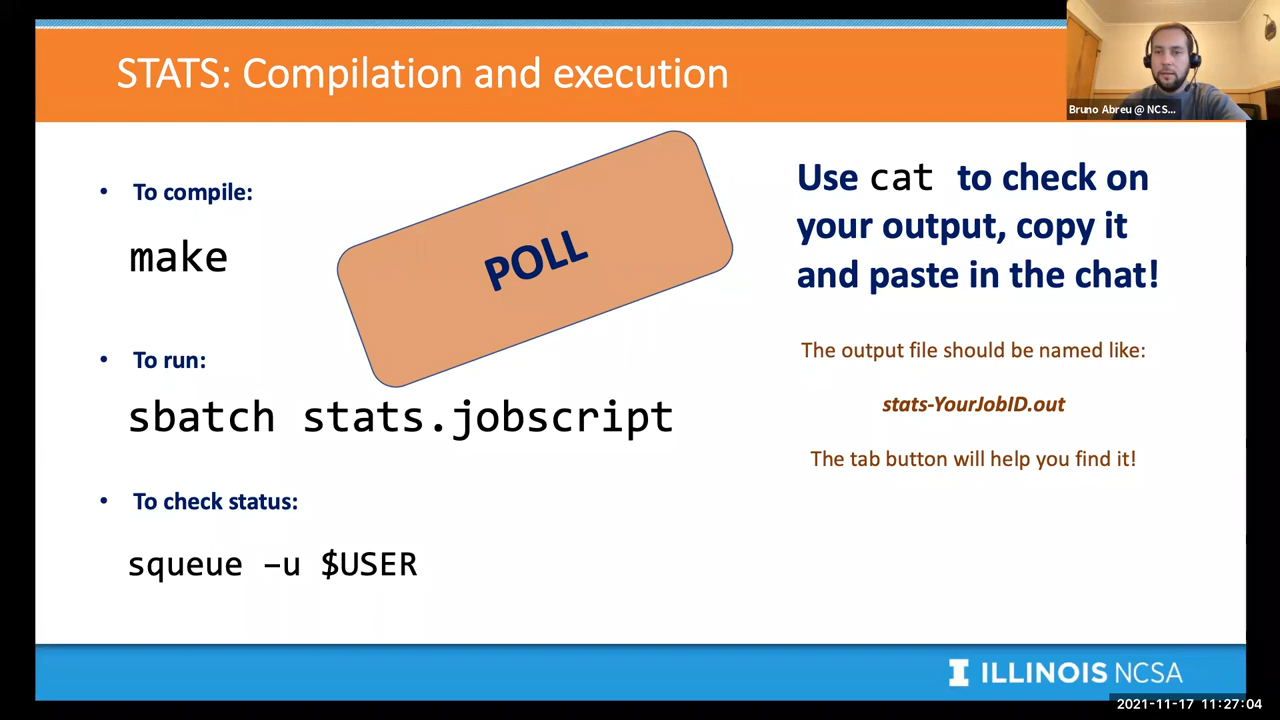 STATS: Compilation and execution
Bruno Abreu @ NCS...
• To compile:
make
POLL
• To run:
sbatch stats.jobscript
• To check status:
squeue –u $USER
Use cat to check on
your output, copy it
and paste in the chat!
The output file should be named like:
stats-YourJobID.out
The tab button will help you find it!
I ILLINOIS NCSA
2021-11-17 11:27:04